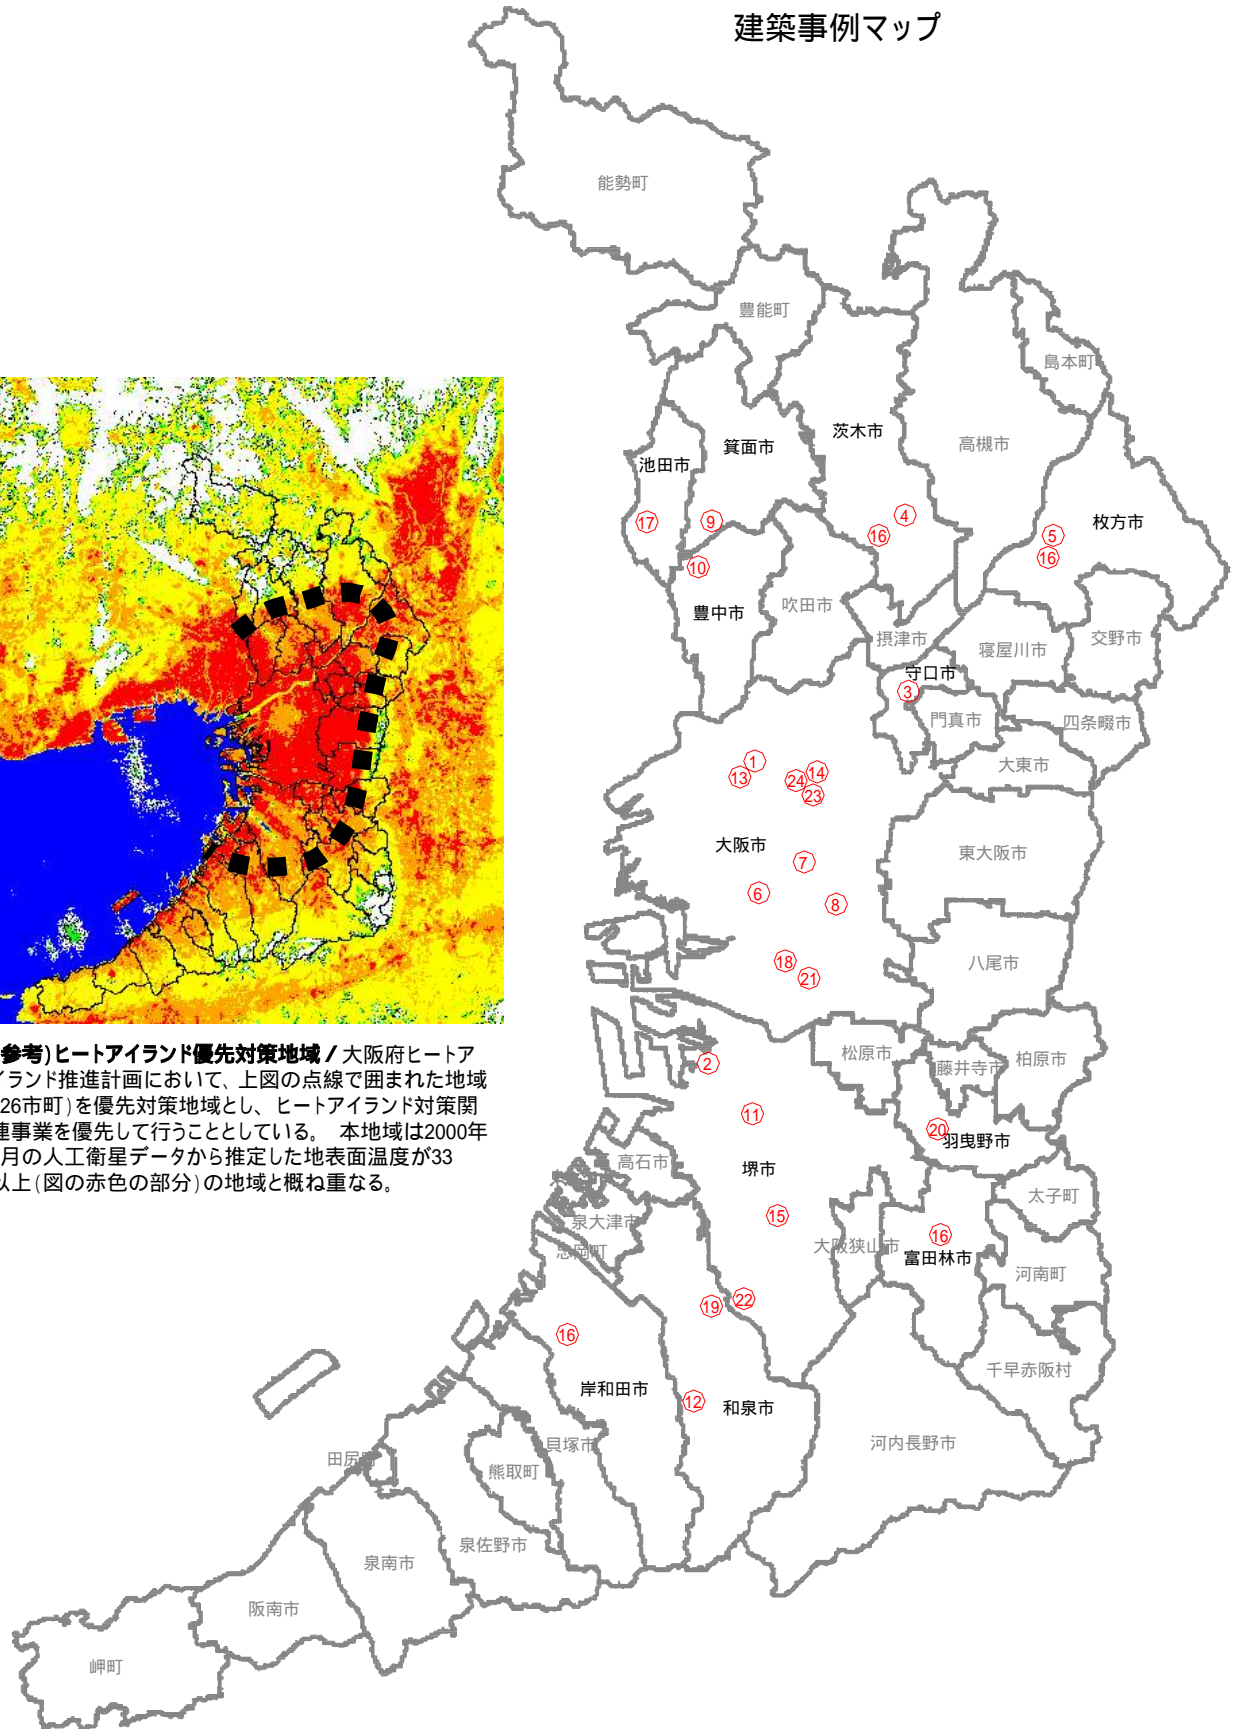 建築事例マップ
能勢町
豊能町
島本町
茨木市
高槻市
箕面市
池田市
17
9
4
16
5
16
枚方市
10
豊中市
吹田市
摂津市
寝屋川市
交野市
守口市
3
門真市
四条畷市
大東市
1
13
24
14
23
大阪市
7
東大阪市
6
8
18
21
八尾市
参考)ヒートアイランド優先対策地域 / 大阪府ヒートア
イランド推進計画において、上図の点線で囲まれた地域
26市町)を優先対策地域とし、ヒートアイランド対策関
連事業を優先して行うこととしている。 本地域は2000年
月の人工衛星データから推定した地表面温度が33
以上(図の赤色の部分)の地域と概ね重なる。
2
松原市
藤井寺市
柏原市
11
20
羽曳野市
高石市
堺市
太子町
泉大津市
忠岡町
15
大阪狭山市
16
富田林市
河南町
19
22
16
千早赤阪村
岸和田市
12
和泉市
河内長野市
貝塚市
田尻
熊取町
泉佐野市
泉南市
阪南市
岬町